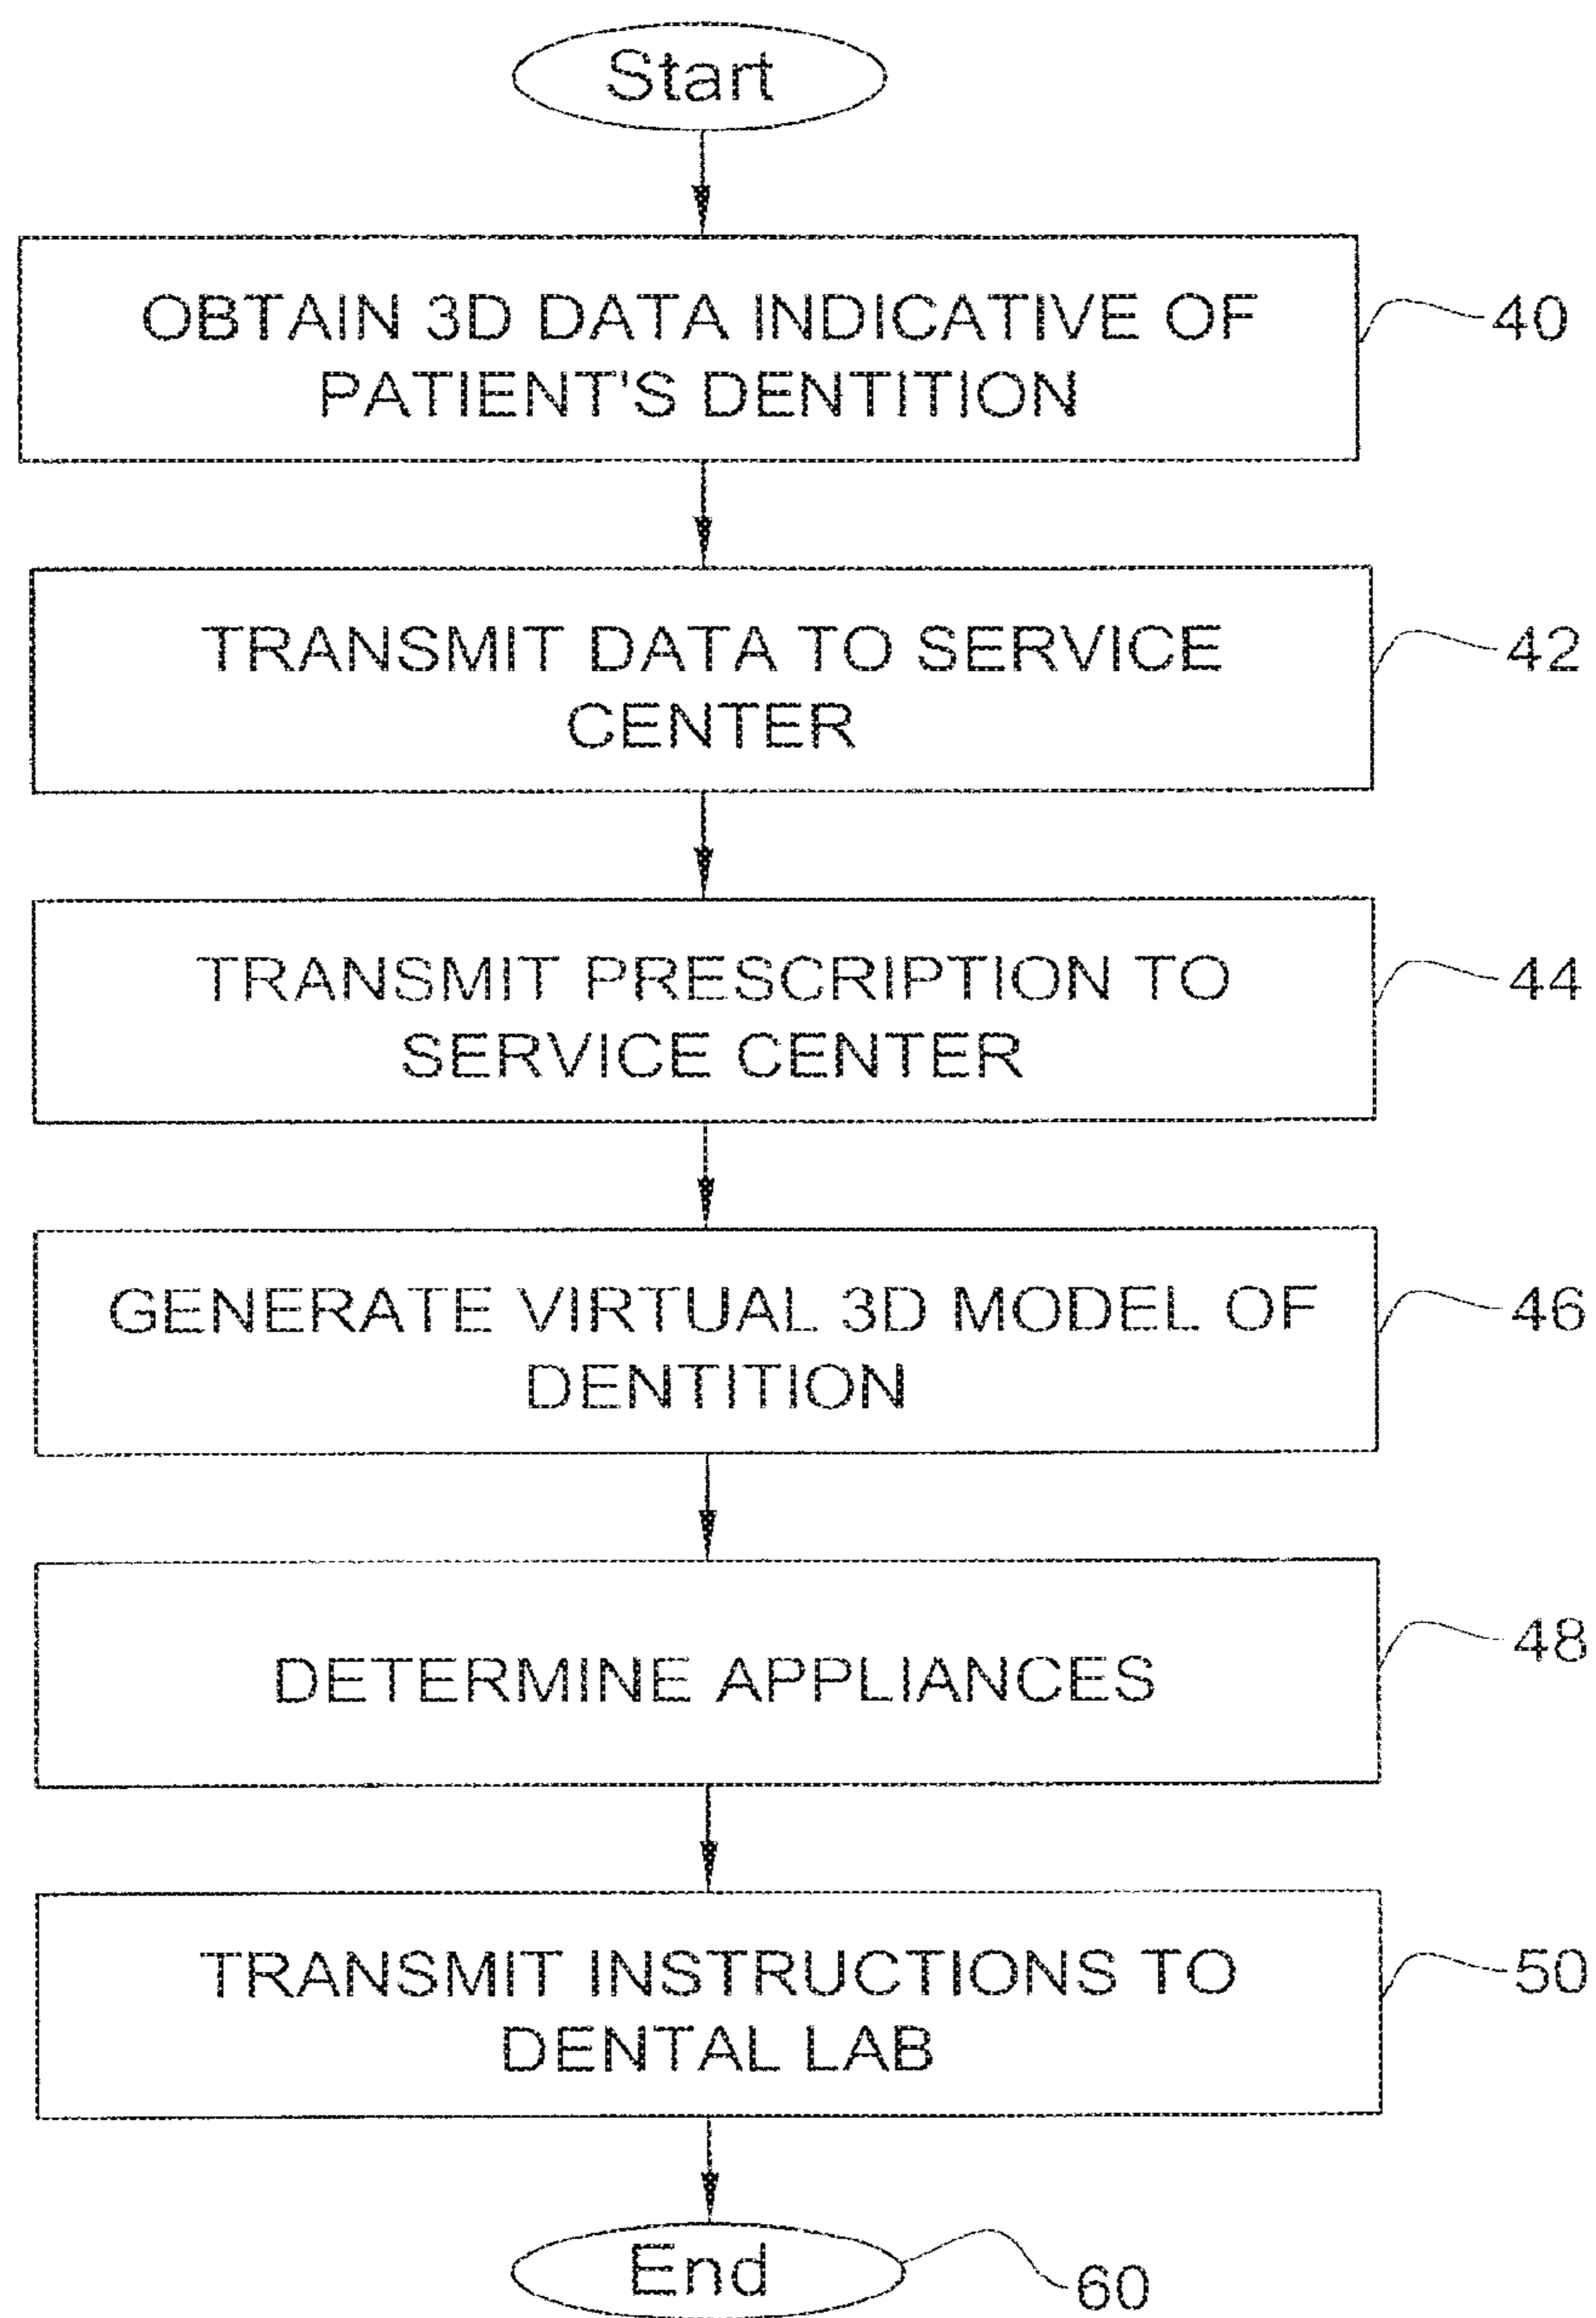 Start
OBTAIN 3D DATA INDICATIVE OF
PATIENT'S DENTITION
40
TRANSMIT DATA TO SERVICE
CENTER
42
TRANSMIT PRESCRIPTION TO
SERVICE CENTER
44
GENERATE VIRTUAL 3D MODEL OF
DENTITION
46
DETERMINE APPLIANCES
48
TRANSMIT INSTRUCTIONS TO
DENTAL LAB
50
End
60